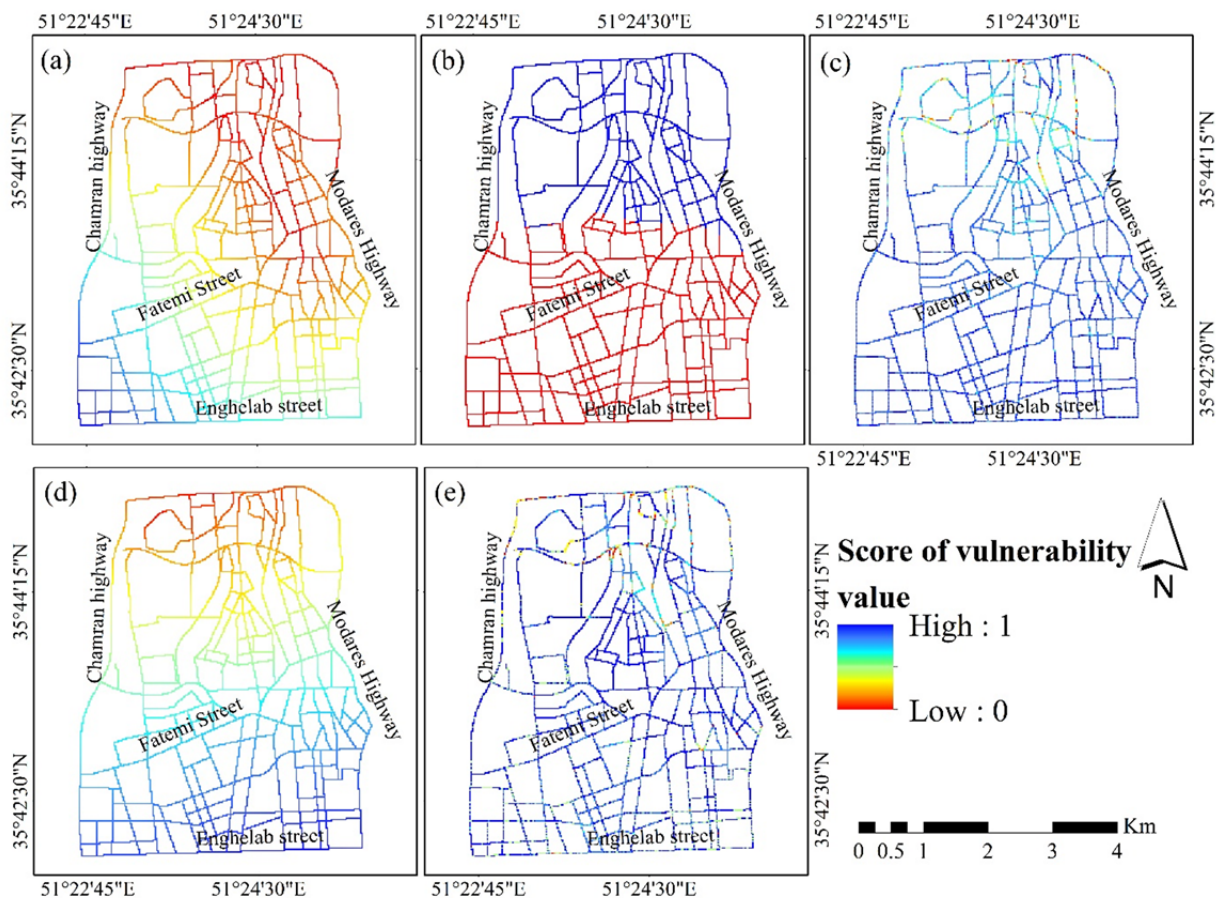 51°22'45"E 51°24'30"E 51°22'45"E 51°24'30"E
(a) (b) (c)
Chamran highway Chamran highway Chamran highway
35°44'15"N 35°44'15"N
Modares Highway Modares Highway Modares Highway
Fatemi Street Fatemi Street Fatemi Street
35°42'30"N 35°42'30"N
Enghelab street Enghelab street Enghelab street
51°22'45"E 51°24'30"E
(d) (e)
Chamran highway Chamran highway
35°44'15"N 35°44'15"N
Modares Highway Modares Highway
Fatemi Street Fatemi Street
35°42'30"N 35°42'30"N
Enghelab street Enghelab street
51°22'45"E 51°24'30"E 51°22'45"E 51°24'30"E
Score of vulnerability
value
High : 1
Low : 0
N
Km
0 0.5 1 2 3 4